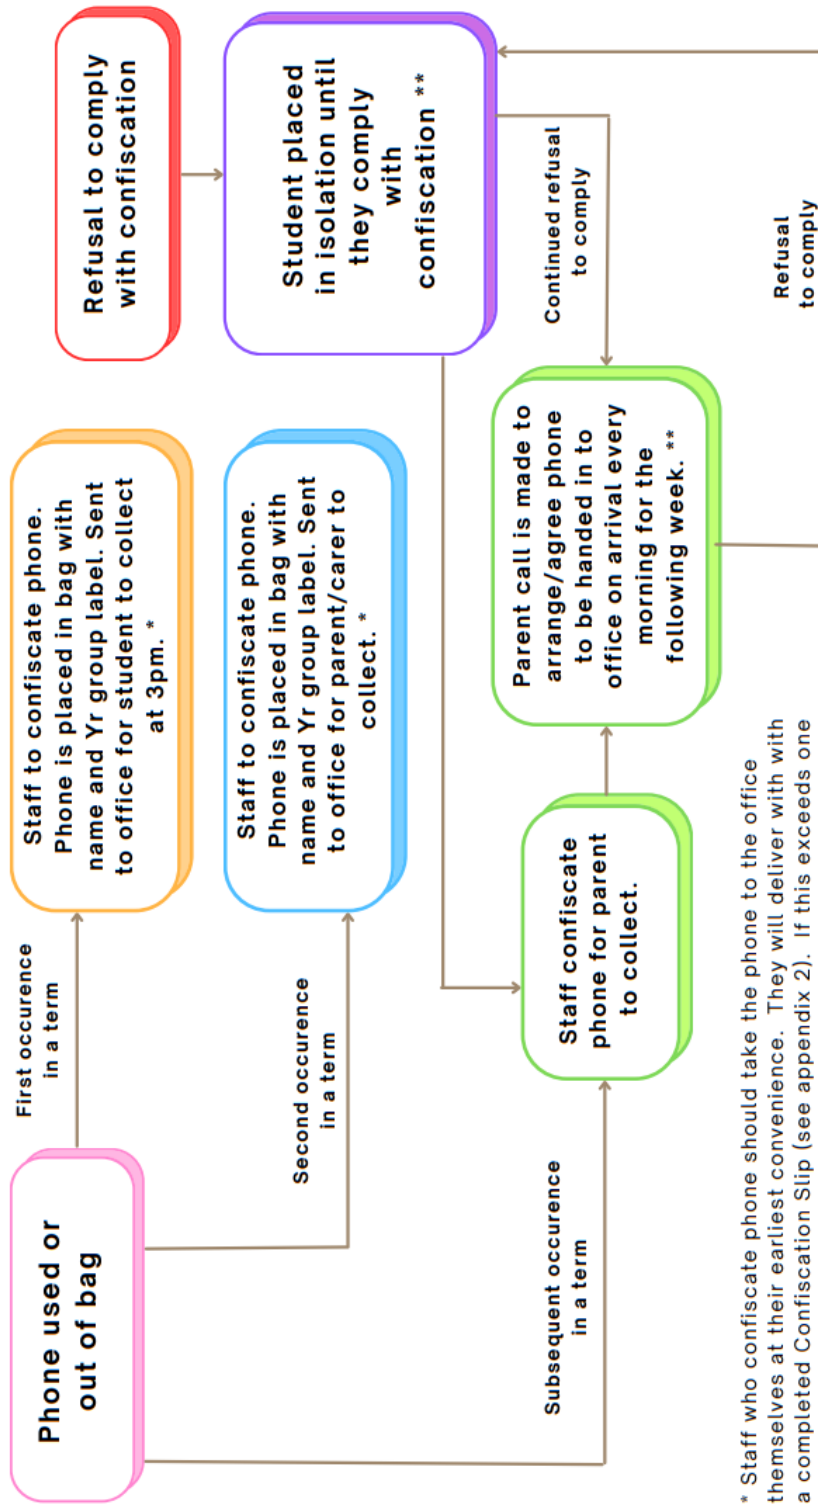 Phone used or
out of bag
First occurence
in a term
Staff to confiscate phone.
Phone is placed in bag with
name and Yr group label. Sent
to office for student to collect
at 3pm. *
Refusal to comply
with confiscation
Second occurence
in a term
Staff to confiscate phone.
Phone is placed in bag with
name and Yr group label. Sent
to office for parent/carer to
collect. *
Student placed
in isolation until
they comply
with
confiscation **
Subsequent occurence
in a term
Staff confiscate
phone for parent
to collect.
Parent call is made to
arrange/agree phone
to be handed in to
office on arrival every
morning for the
following week. **
Continued refusal
to comply
Refusal
to comply
* Staff who confiscate phone should take the phone to the office
themselves at their earliest convenience. They will deliver with with
a completed Confiscation Slip (see appendix 2). If this exceeds one